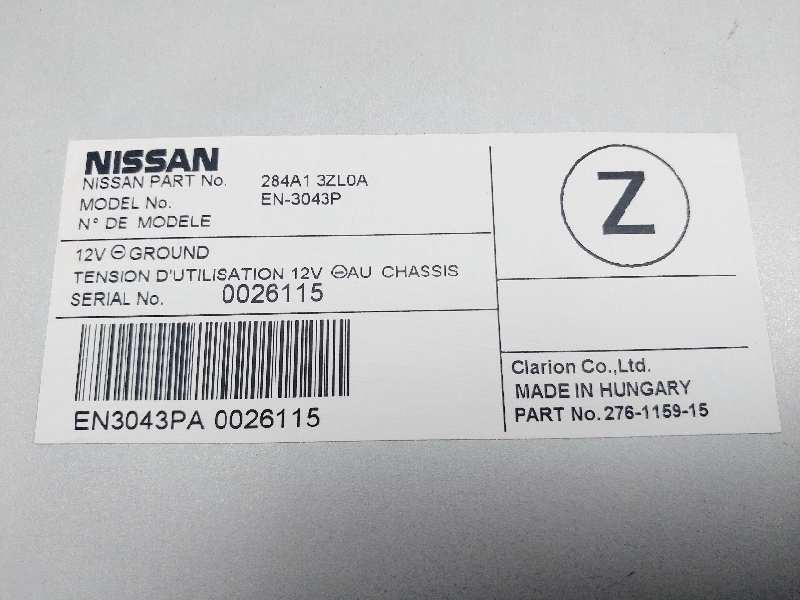 NISSAN
NISSAN PART No. 284A1 3ZL0A
MODEL No. EN-3043P
N° DE MODELE
12V ⊖ GROUND
TENSION D'UTILISATION 12V ⊖AU CHASSIS
SERIAL No. 0026115
EN3043PA 0026115
Z
Clarion Co.,Ltd.
MADE IN HUNGARY
PART No. 276-1159-15